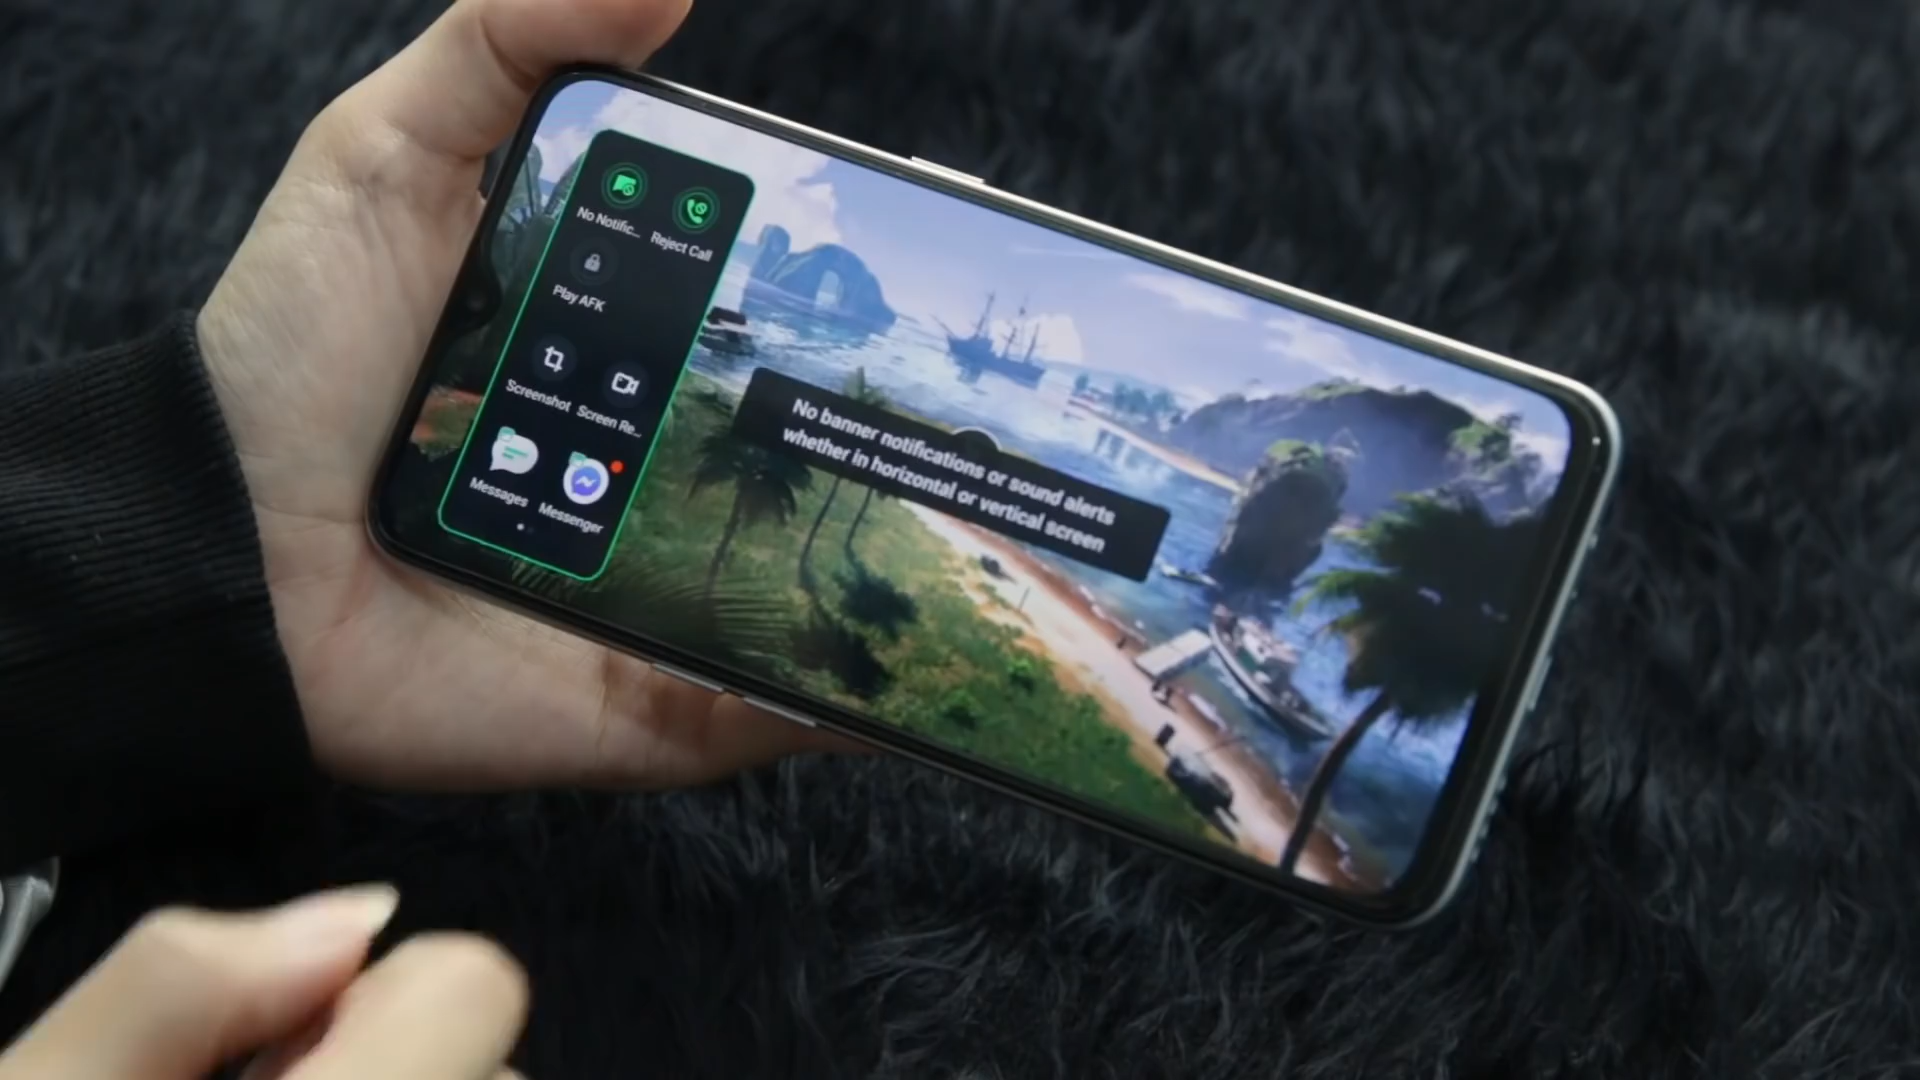 No Notific...
Reject Call
Play AFK
Screenshot
Screen Re...
Messages
Messenger
No banner notifications or sound alerts
whether in horizontal or vertical screen